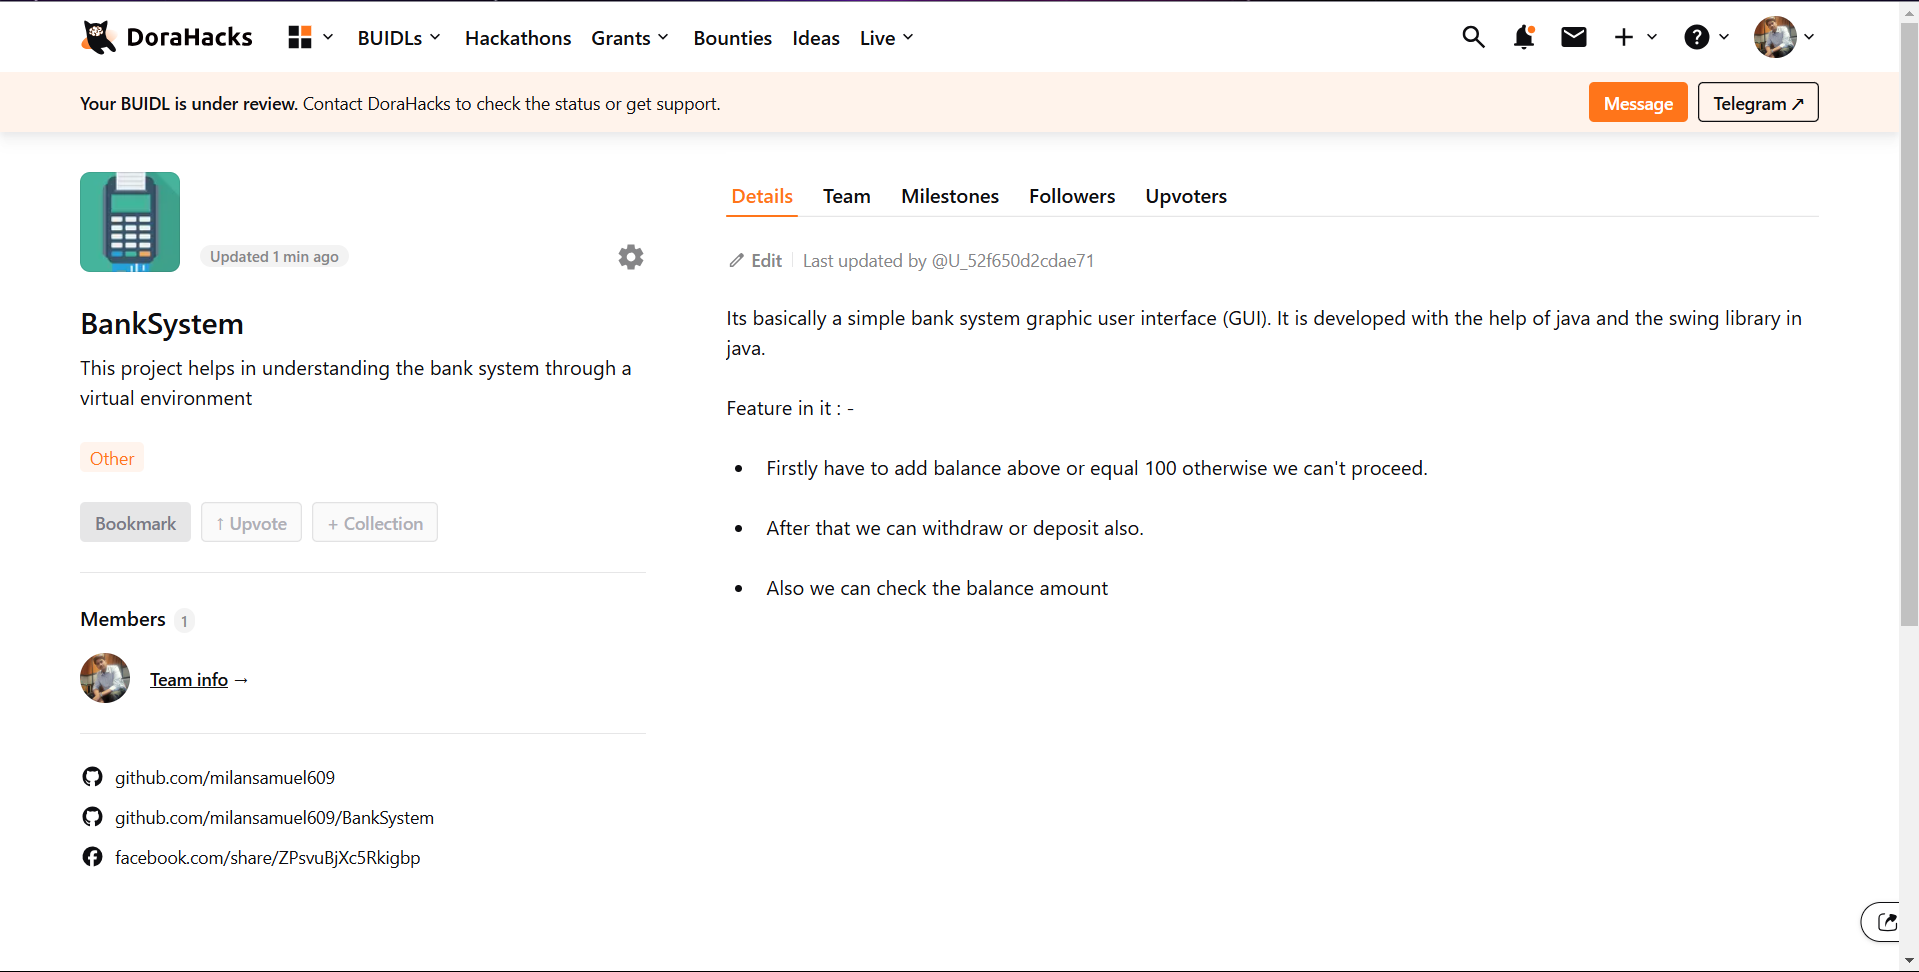 DoraHacks BUIDLs Hackathons Grants Bounties Ideas Live
Your BUIDL is under review. Contact DoraHacks to check the status or get support. Message Telegram ↗
Updated 1 min ago
BankSystem
This project helps in understanding the bank system through a
virtual environment
Other
Bookmark ↑ Upvote + Collection
Members 1
Team info →
github.com/milansamuel609
github.com/milansamuel609/BankSystem
facebook.com/share/ZPsvuBjXc5Rkigbp
Details Team Milestones Followers Upvoters
Edit Last updated by @U_52f650d2cdae71
Its basically a simple bank system graphic user interface (GUI). It is developed with the help of java and the swing library in
java.
Feature in it : -
• Firstly have to add balance above or equal 100 otherwise we can't proceed.
• After that we can withdraw or deposit also.
• Also we can check the balance amount